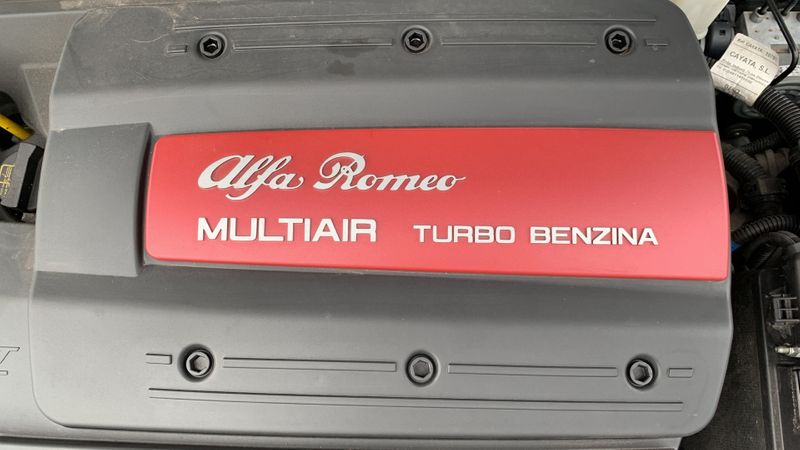 CAYATA, S.L.
Alfa Romeo
MULTIAIR TURBO BENZINA